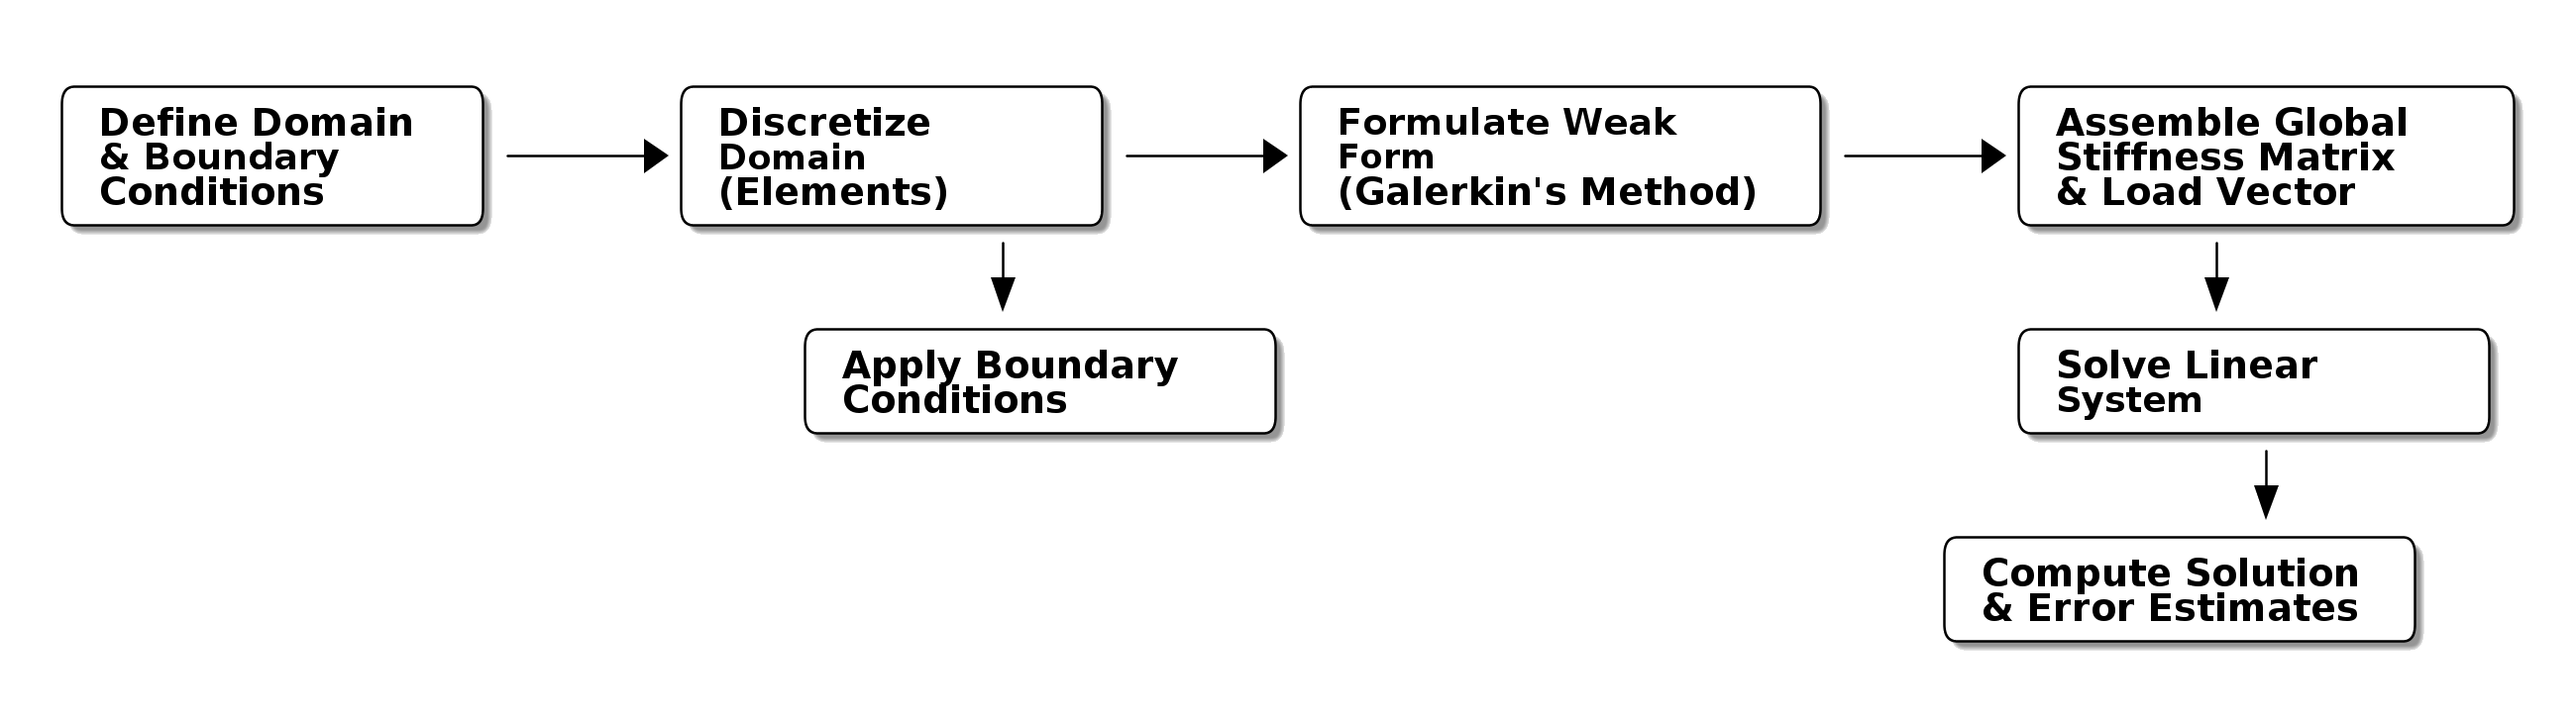 Define Domain
& Boundary
Conditions
Discretize
Domain
(Elements)
Formulate Weak
Form
(Galerkin's Method)
Assemble Global
Stiffness Matrix
& Load Vector
Apply Boundary
Conditions
Solve Linear
System
Compute Solution
& Error Estimates